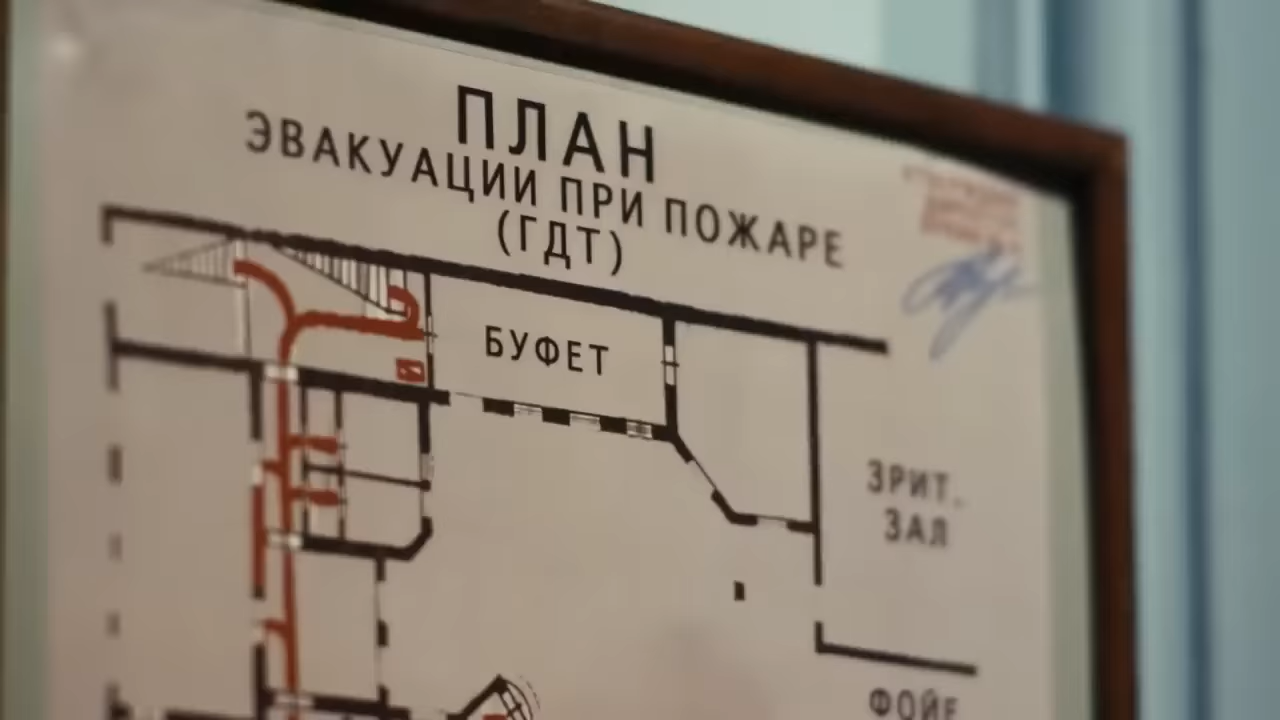 ПЛАН
ЭВАКУАЦИИ ПРИ ПОЖАРЕ
(ГДТ)
БУФЕТ
ЗРИТ.
ЗАЛ
ФОЙЕ